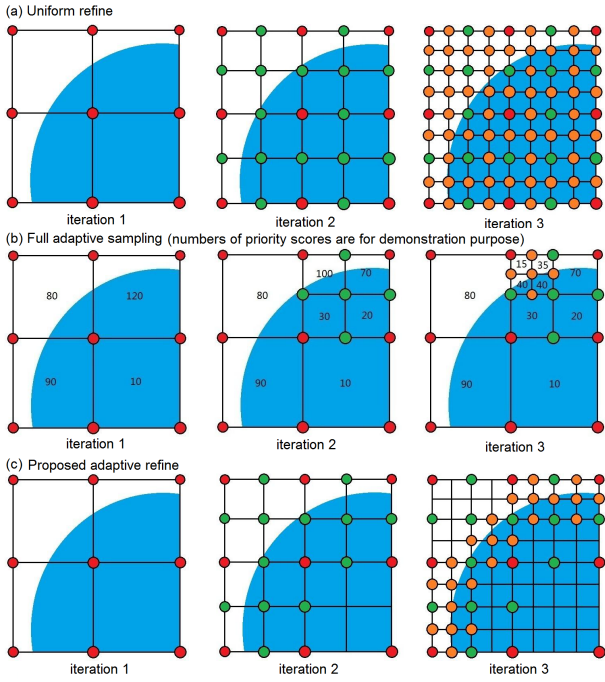 (a) Uniform refine
iteration 1
iteration 2
iteration 3
(b) Full adaptive sampling (numbers of priority scores are for demonstration purpose)
80 120
90 10
100 70
80
30 20
90 10
15 35
70
80
40 40
30 20
90 10
iteration 1
iteration 2
iteration 3
(c) Proposed adaptive refine
iteration 1
iteration 2
iteration 3